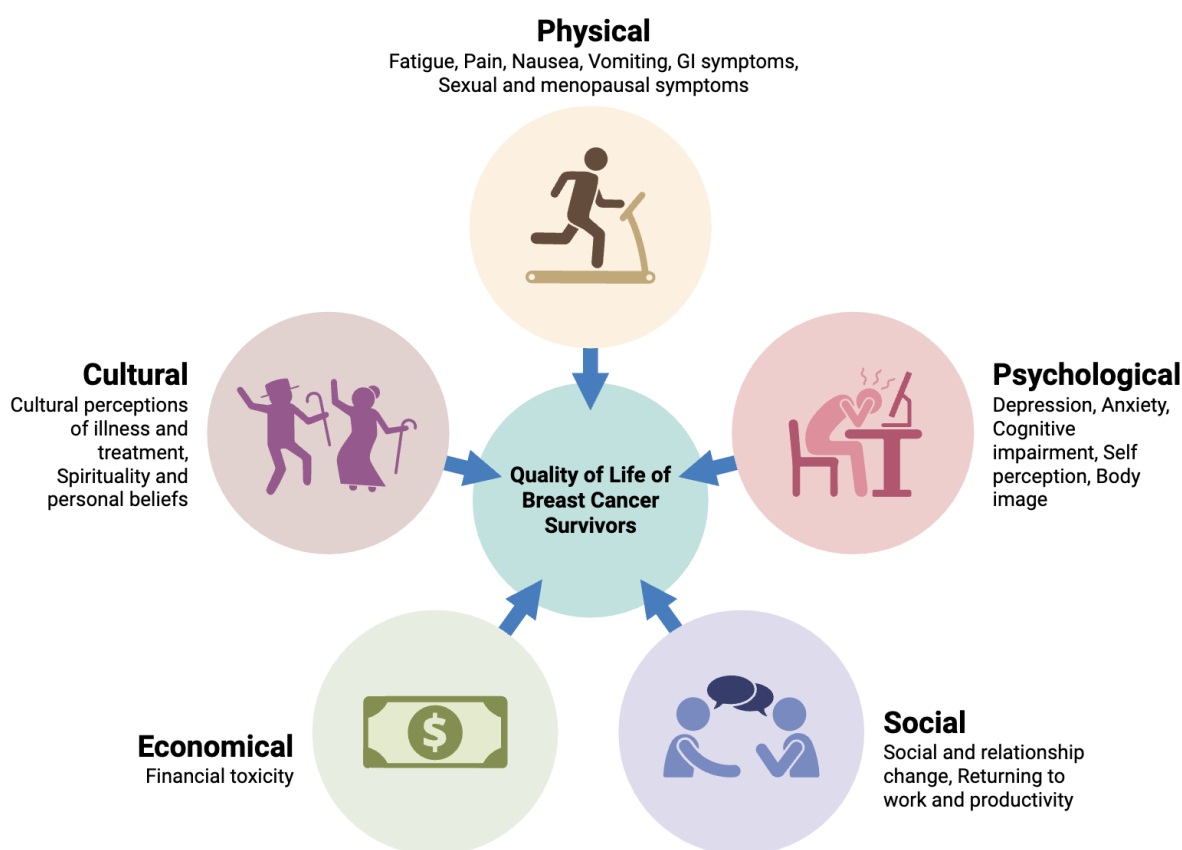 Physical
Fatigue, Pain, Nausea, Vomiting, GI symptoms,
Sexual and menopausal symptoms
Cultural
Cultural perceptions
of illness and
treatment,
Spirituality and
personal beliefs
Psychological
Depression, Anxiety,
Cognitive
impairment, Self
perception, Body
image
Quality of Life of
Breast Cancer
Survivors
Economical
Financial toxicity
$
Social
Social and relationship
change, Returning to
work and productivity